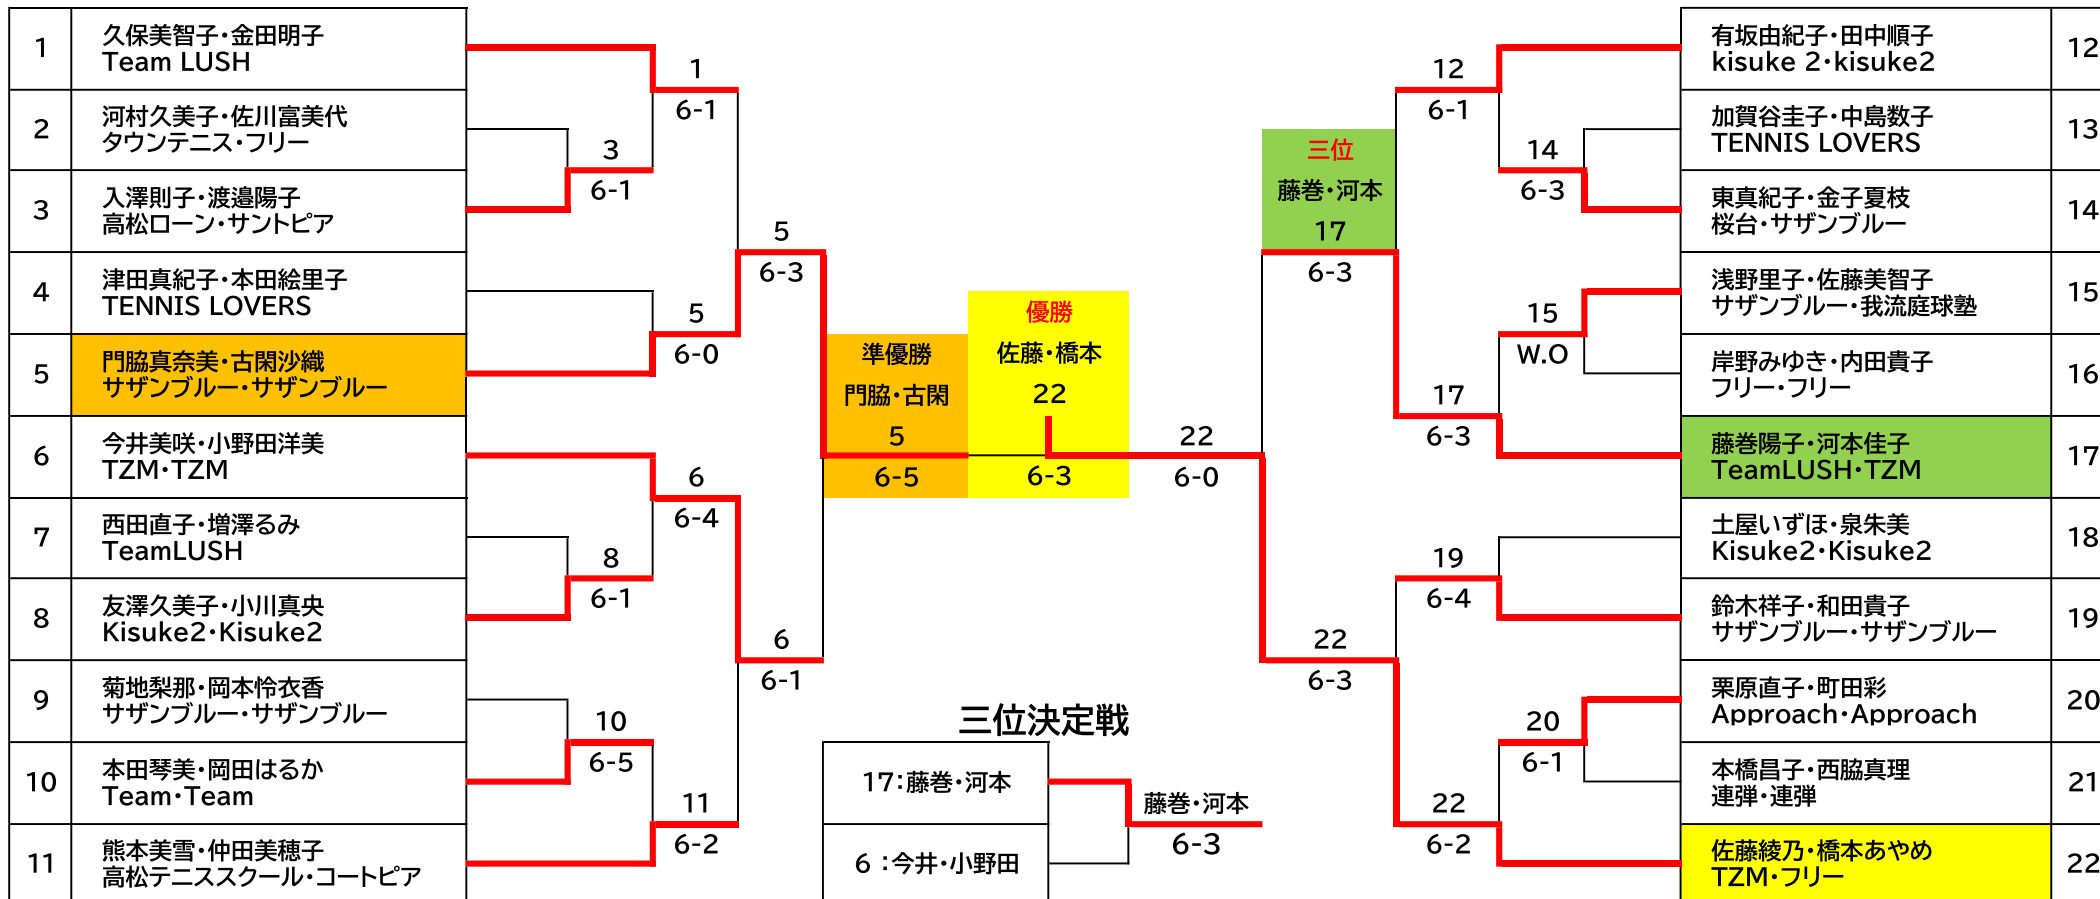 1
久保美智子・金田明子
Team LUSH
2
河村久美子・佐川富美代
タウンテニス・フリー
3
入澤則子・渡邉陽子
高松ローン・サントピア
4
津田真紀子・本田絵里子
TENNIS LOVERS
5
門脇真奈美・古閑沙織
サザンブルー・サザンブルー
6
今井美咲・小野田洋美
TZM・TZM
7
西田直子・増澤るみ
TeamLUSH
8
友澤久美子・小川真央
Kisuke2・Kisuke2
9
菊地梨那・岡本怜衣香
サザンブルー・サザンブルー
10
本田琴美・岡田はるか
Team・Team
11
熊本美雪・仲田美穂子
高松テニススクール・コートピア
3
6-1
8
6-1
10
6-5
1
6-1
5
6-0
6
6-4
11
6-2
5
6-3
6
6-1
準優勝
門脇・古閑
5
6-5
優勝
佐藤・橋本
22
6-3
22
6-0
三位
藤巻・河本
17
6-3
22
6-3
12
6-1
17
6-3
19
6-4
22
6-2
14
6-3
15
W.O
20
6-1
有坂由紀子・田中順子
kisuke 2・kisuke2
12
加賀谷圭子・中島数子
TENNIS LOVERS
13
東真紀子・金子夏枝
桜台・サザンブルー
14
浅野里子・佐藤美智子
サザンブルー・我流庭球塾
15
岸野みゆき・内田貴子
フリー・フリー
16
藤巻陽子・河本佳子
TeamLUSH・TZM
17
土屋いずほ・泉朱美
Kisuke2・Kisuke2
18
鈴木祥子・和田貴子
サザンブルー・サザンブルー
19
栗原直子・町田彩
Approach・Approach
20
本橋昌子・西脇真理
連弾・連弾
21
佐藤綾乃・橋本あやめ
TZM・フリー
22
三位決定戦
17:藤巻・河本
6 :今井・小野田
藤巻・河本
6-3